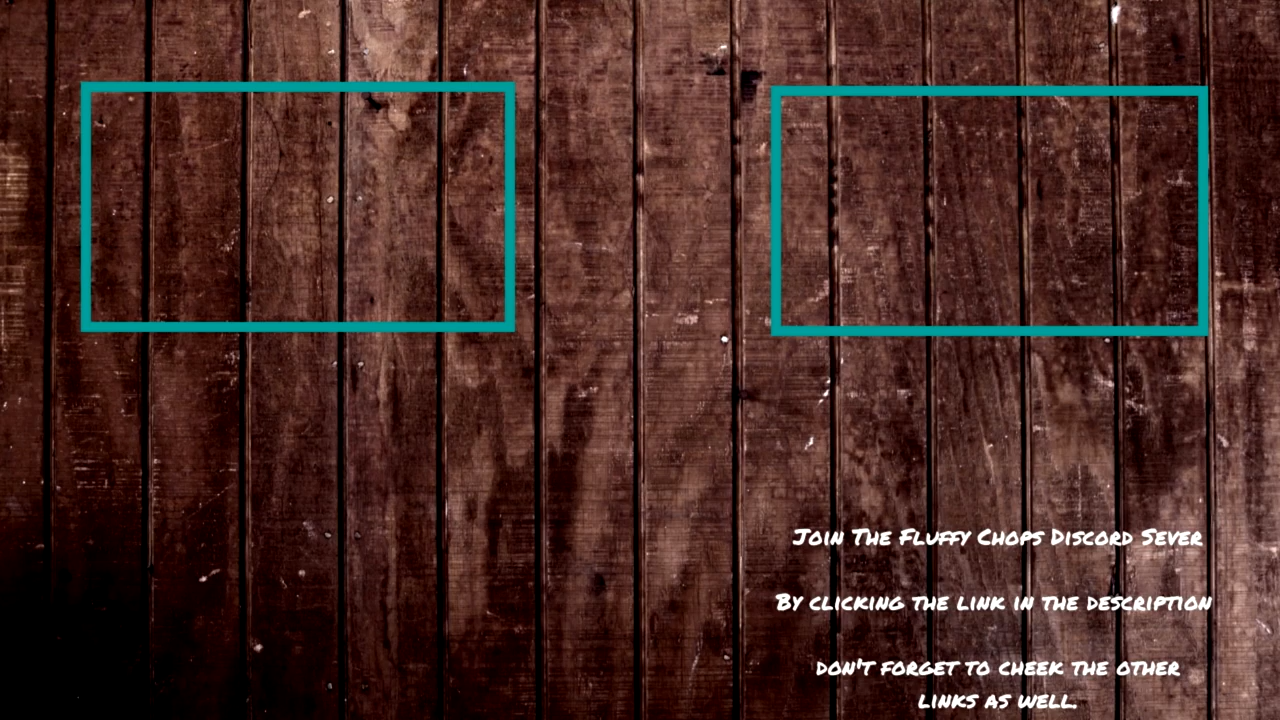 Join The Fluffy Chops Discord Sever
By clicking the link in the description
don't forget to cheek the other
links as well.